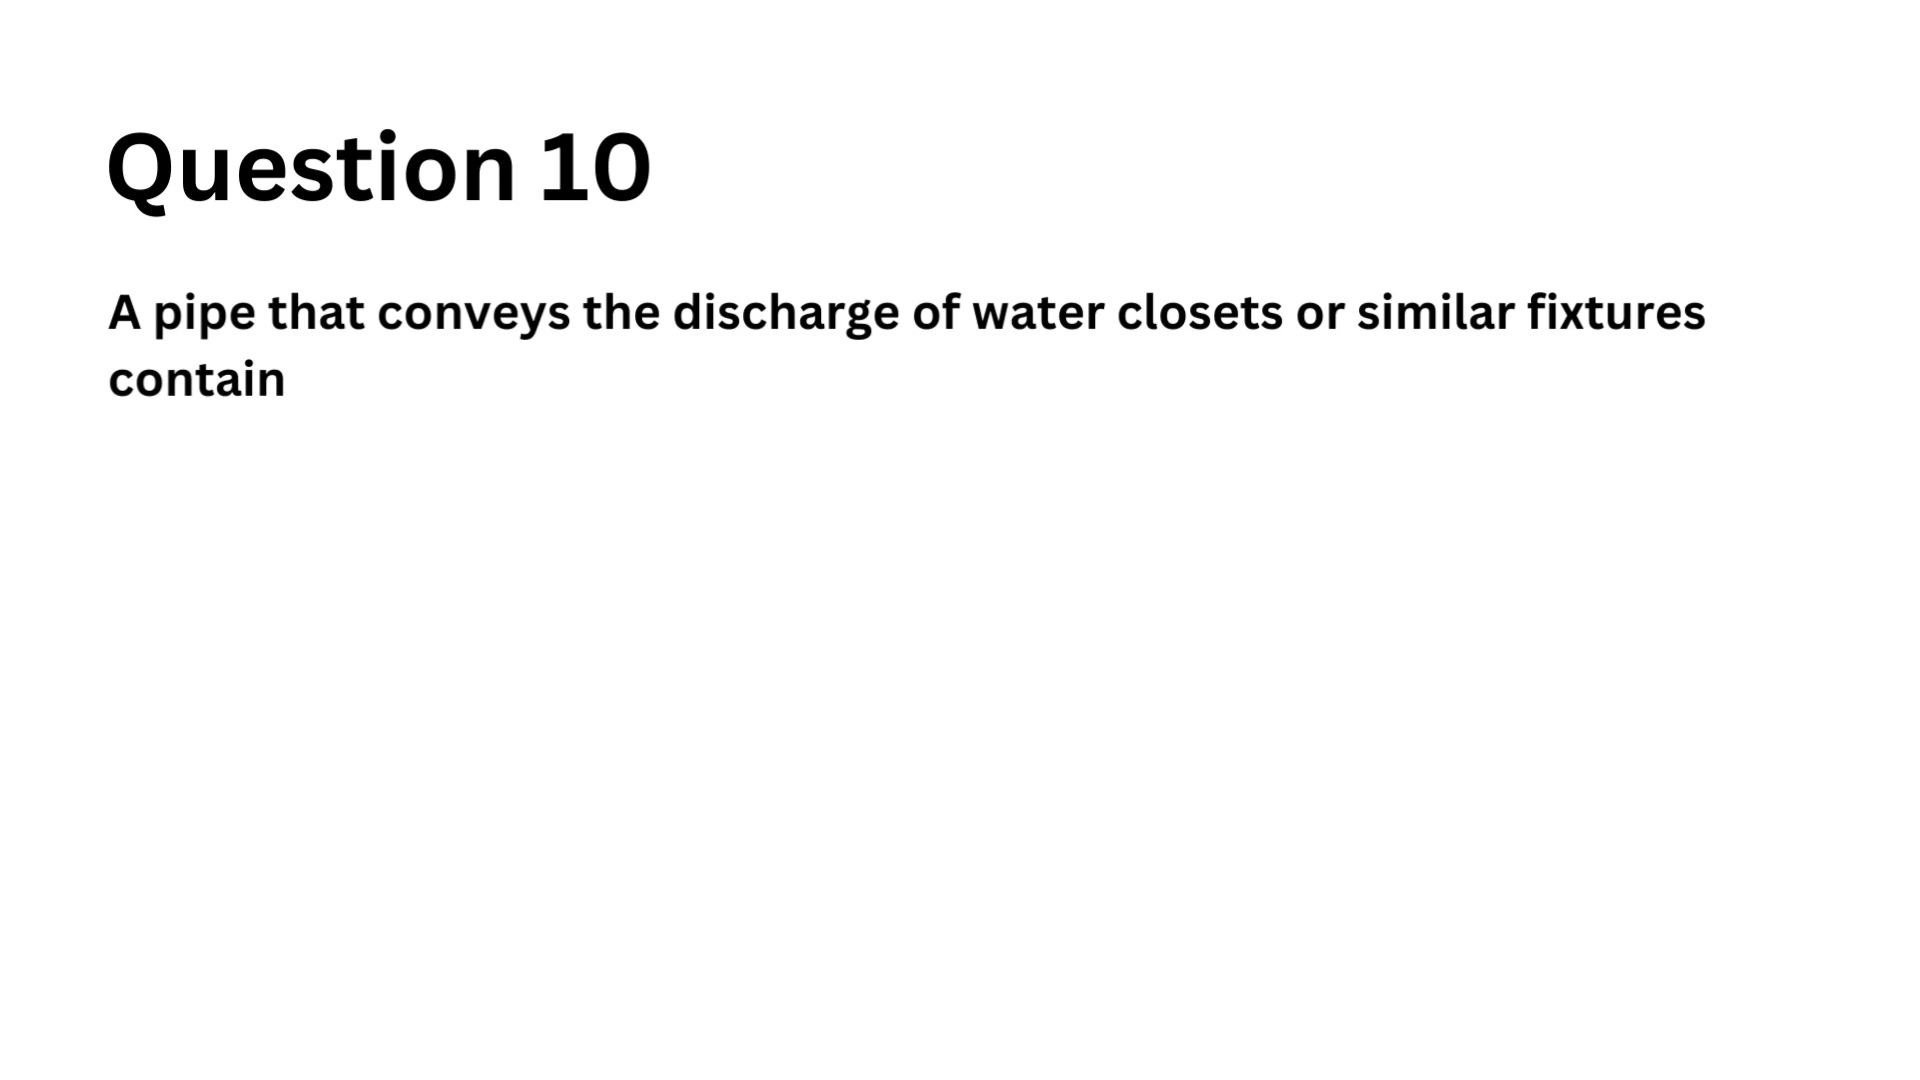 Question 10
A pipe that conveys the discharge of water closets or similar fixtures
contain